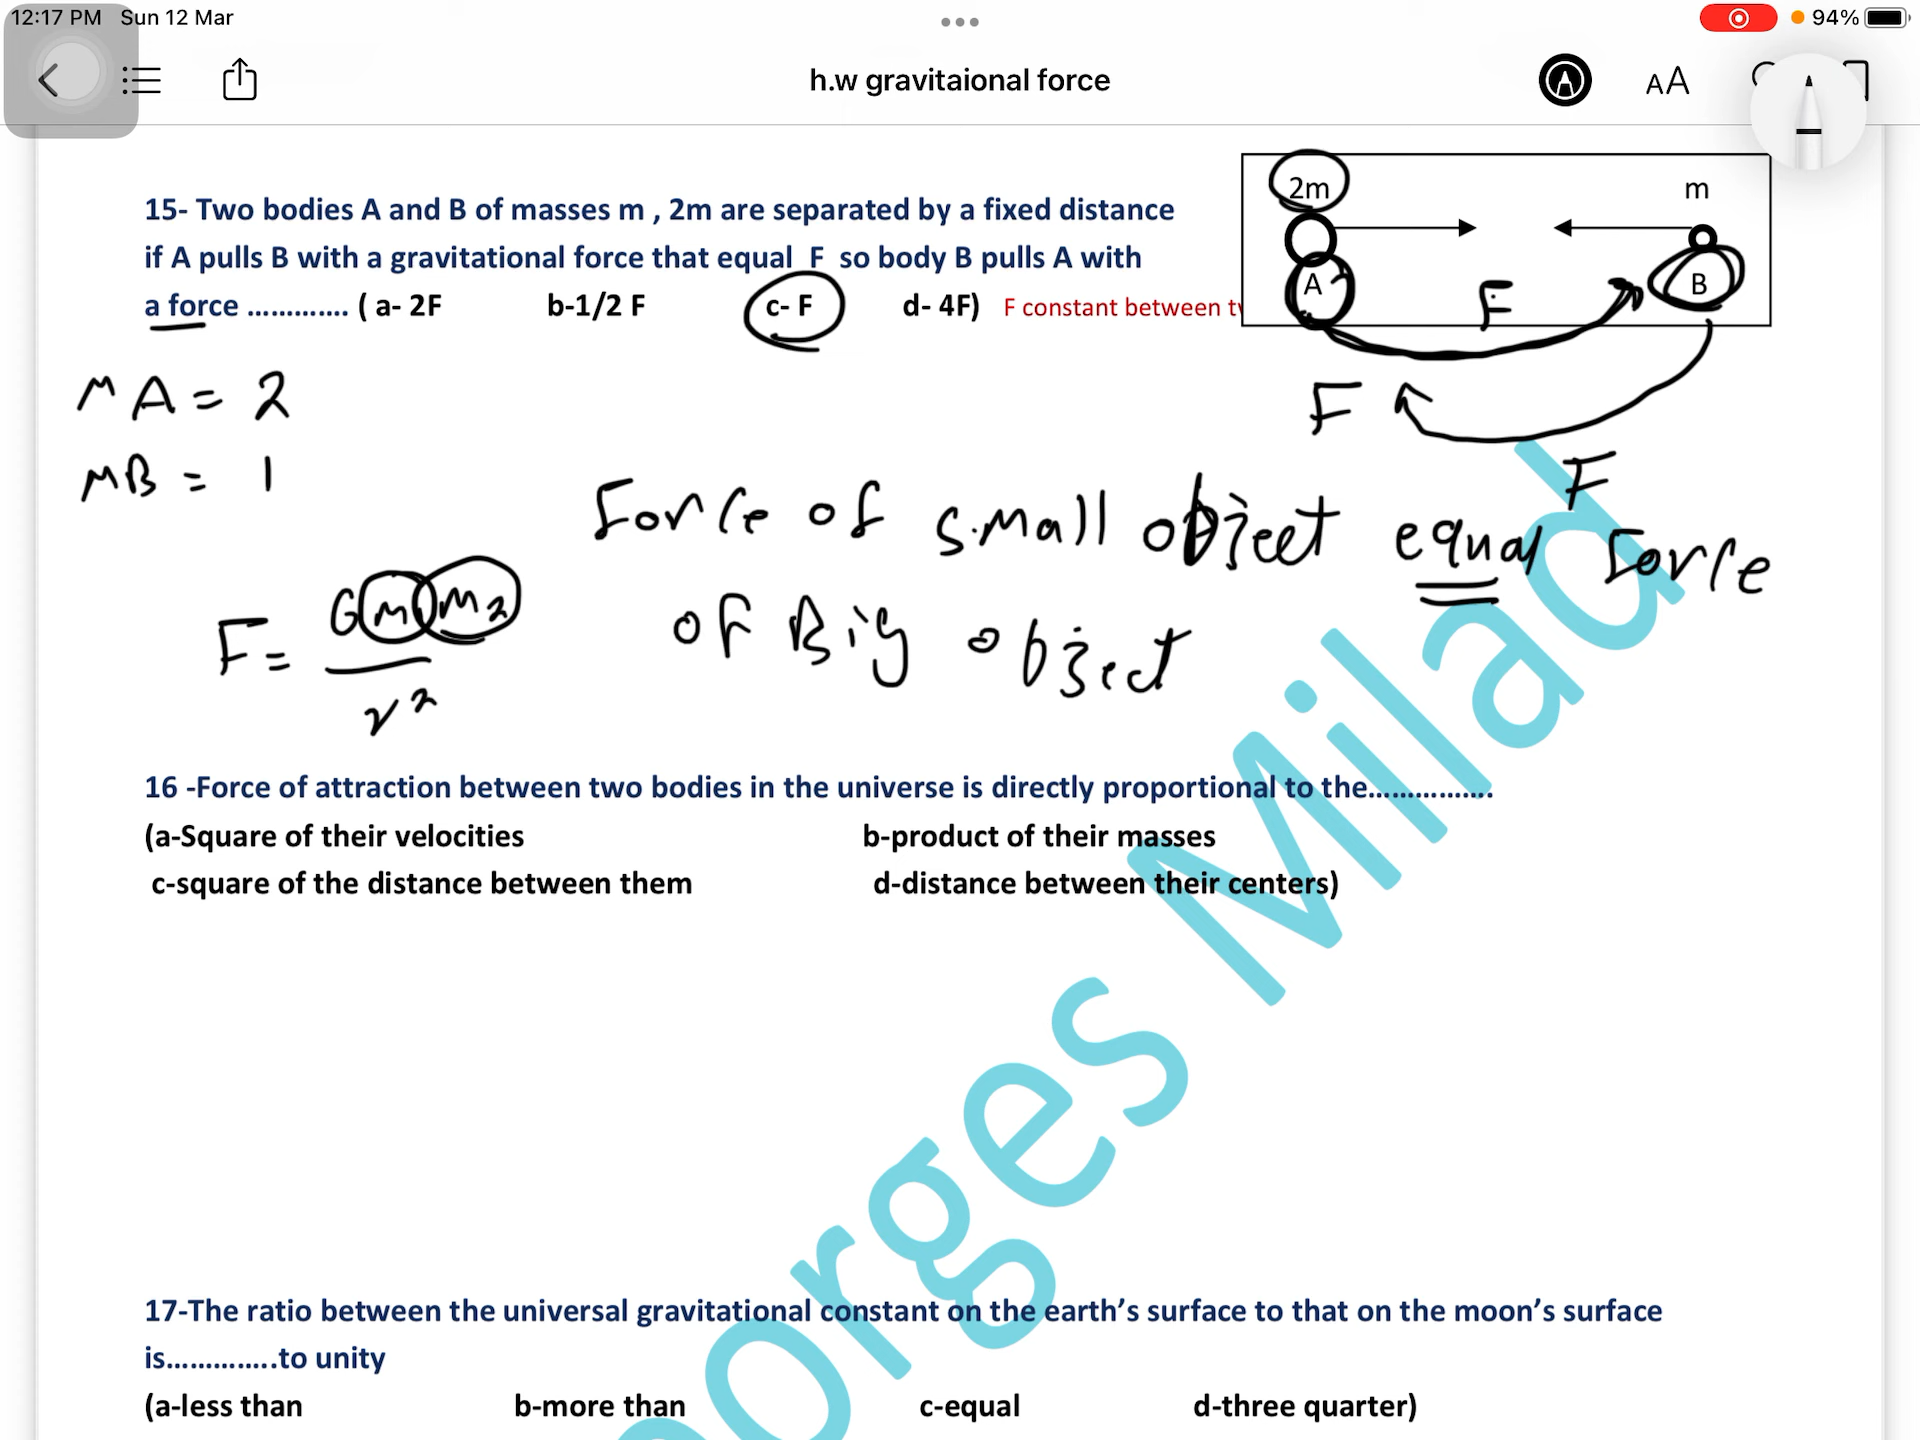 12:17 PM Sun 12 Mar
94%
h.w gravitaional force
AA
15- Two bodies A and B of masses m , 2m are separated by a fixed distance
if A pulls B with a gravitational force that equal F so body B pulls A with
a force ............. ( a- 2F b-1/2 F c- F d- 4F) F constant between
2m m
A B
F
F
F
MA = 2
MB = 1
Force of small object equal Force
of Big object
F = G m1 m2
r2
16 -Force of attraction between two bodies in the universe is directly proportional to the................
(a-Square of their velocities b-product of their masses
c-square of the distance between them d-distance between their centers)
17-The ratio between the universal gravitational constant on the earth’s surface to that on the moon’s surface
is..............to unity
(a-less than b-more than c-equal d-three quarter)
orges Milad